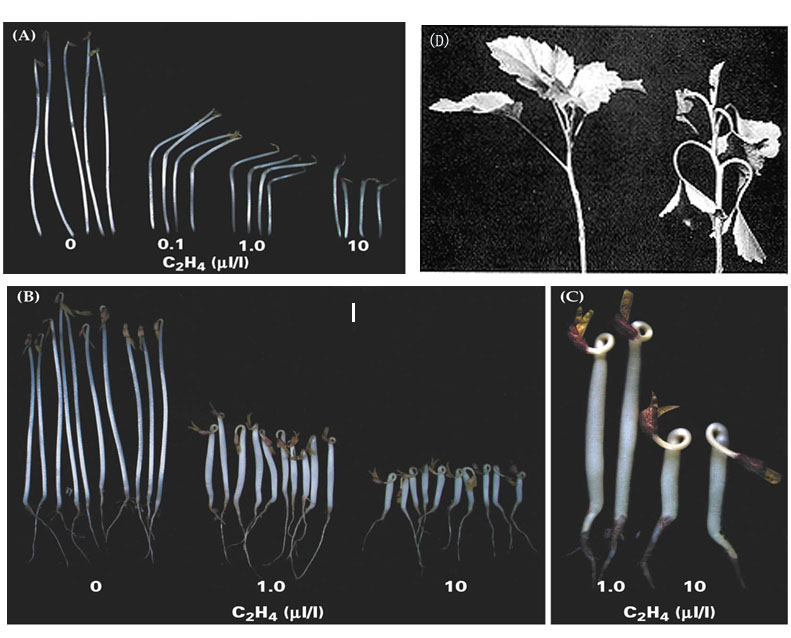 (A)
0 0.1 1.0 10
C₂H₄ (μl/l)
(D)
(B)
0 1.0 10
C₂H₄ (μl/l)
(C)
1.0 10
C₂H₄ (μl/l)